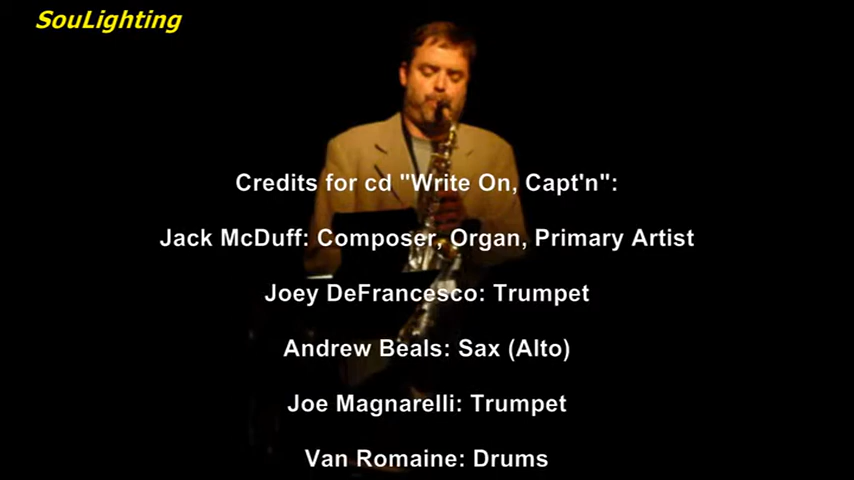 SouLighting
Credits for cd "Write On, Capt'n":
Jack McDuff: Composer, Organ, Primary Artist
Joey DeFrancesco: Trumpet
Andrew Beals: Sax (Alto)
Joe Magnarelli: Trumpet
Van Romaine: Drums